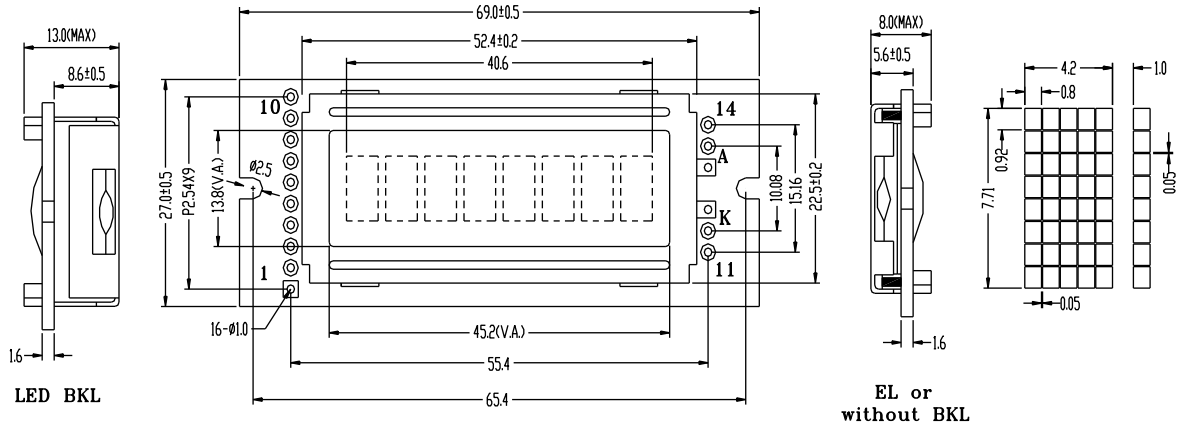 69.0±0.5
52.4±0.2
40.6
13.0(MAX)
8.6±0.5
1.6
LED BKL
27.0±0.5
P2.54X9
13.8(V.A.)
Ø2.5
10
1
16-Ø1.0
14
A
K
11
10.08
15.16
22.5±0.2
45.2(V.A.)
55.4
65.4
8.0(MAX)
5.6±0.5
1.6
EL or
without BKL
4.2
1.0
0.8
0.92
7.71
0.05
0.05